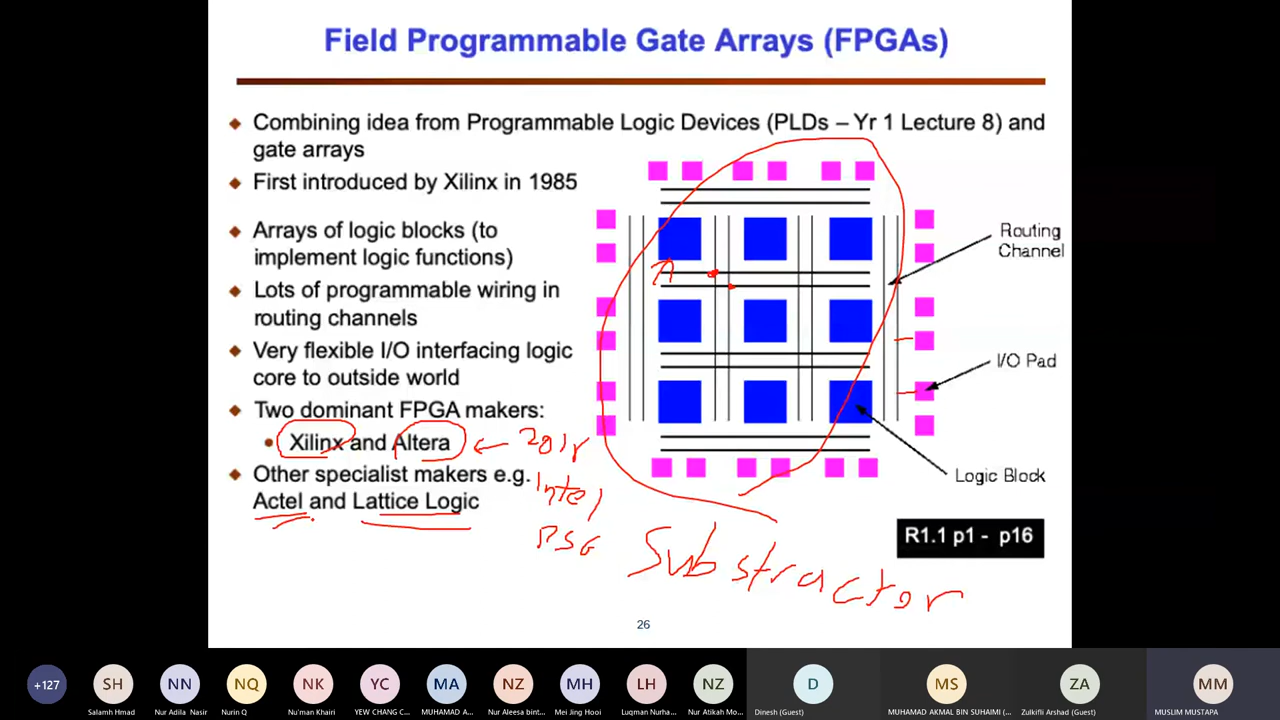 Field Programmable Gate Arrays (FPGAs)
Combining idea from Programmable Logic Devices (PLDs – Yr 1 Lecture 8) and
gate arrays
First introduced by Xilinx in 1985
Arrays of logic blocks (to
implement logic functions)
Lots of programmable wiring in
routing channels
Very flexible I/O interfacing logic
core to outside world
Two dominant FPGA makers:
Xilinx and Altera
Other specialist makers e.g.
Actel and Lattice Logic
Routing
Channel
I/O Pad
Logic Block
R1.1 p1 - p16
Intel
PSG
Substractor
26
+127
SH
NN
NQ
NK
YC
MA
NZ
MH
LH
NZ
D
MS
ZA
MM
Salamh Hmad
Nur Adila Nasir
Nurin Q
Nu'man Khairi
YEW CHANG C...
MUHAMAD A...
Nur Aleesa bint...
Mei Jing Hooi
Luqman Nurha...
Nur Atikah Mo...
Dinesh (Guest)
MUHAMAD AKMAL BIN SUHAIMI (...
Zulkifli Arshad (Guest)
MUSLIM MUSTAPA